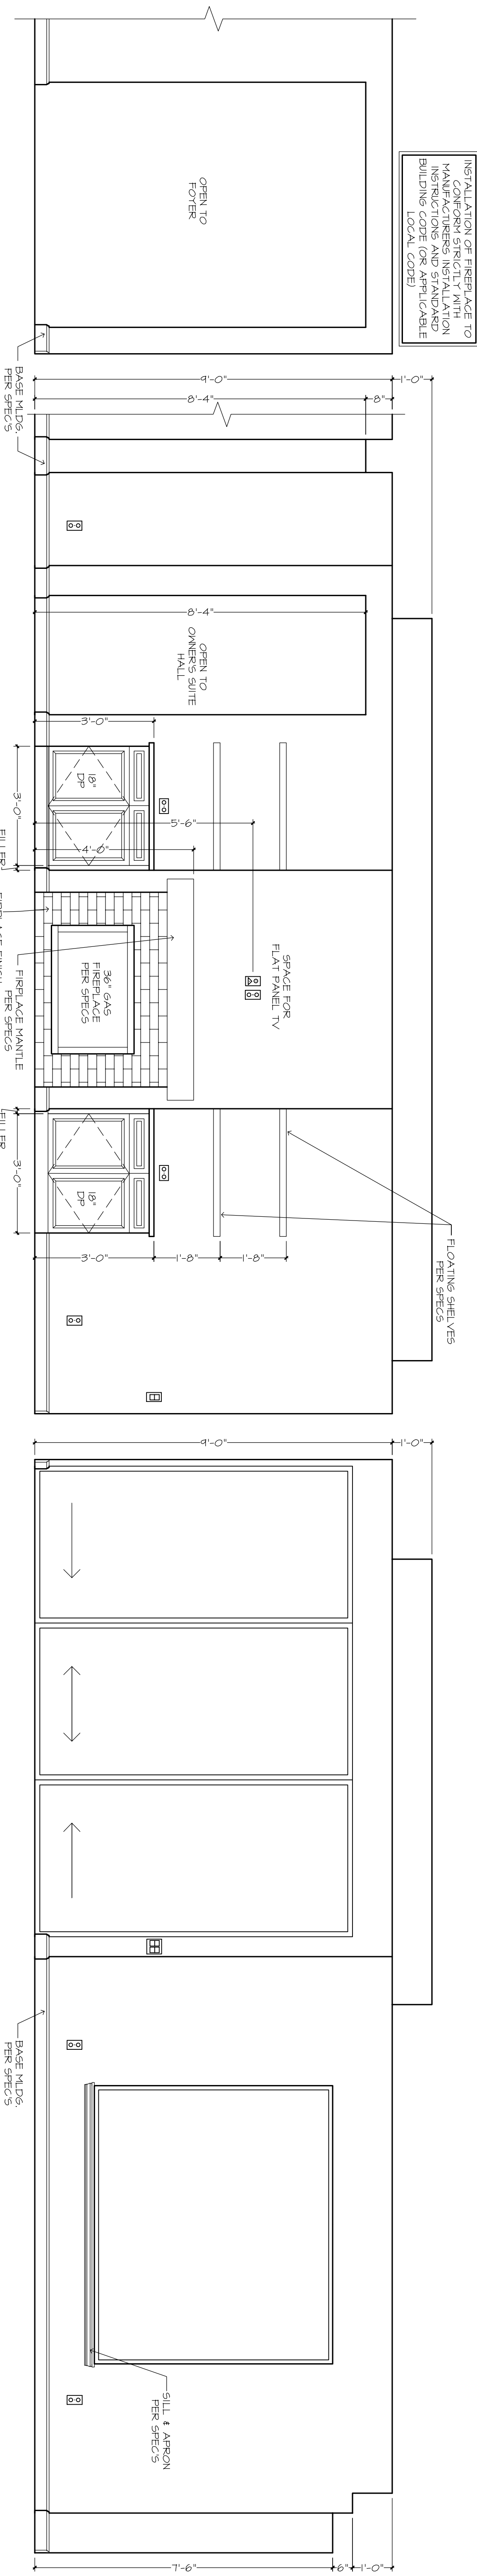 INSTALLATION OF FIREPLACE TO
CONFORM STRICTLY WITH
MANUFACTURERS INSTALLATION
INSTRUCTIONS AND STANDARD
BUILDING CODE (OR APPLICABLE
LOCAL CODE)
OPEN TO
FOYER
BASE MLDG.
PER SPEC'S
1'-0"
9'-0"
8"
8'-4"
8'-4"
OPEN TO
OWNER'S SUITE
HALL
3'-0"
18"
DP
3'-0"
FILLER
5'-6"
4'-0"
SPACE FOR
FLAT PANEL TV
36" GAS
FIREPLACE
PER SPECS
FIRPLACE MANTLE
PER SPECS
18"
DP
3'-0"
FILLER
FLOATING SHELVES
PER SPECS
1'-8"
1'-8"
3'-0"
1'-0"
9'-0"
BASE MLDG.
PER SPEC'S
SILL & APRON
PER SPEC'S
1'-0"
6"
7'-6"